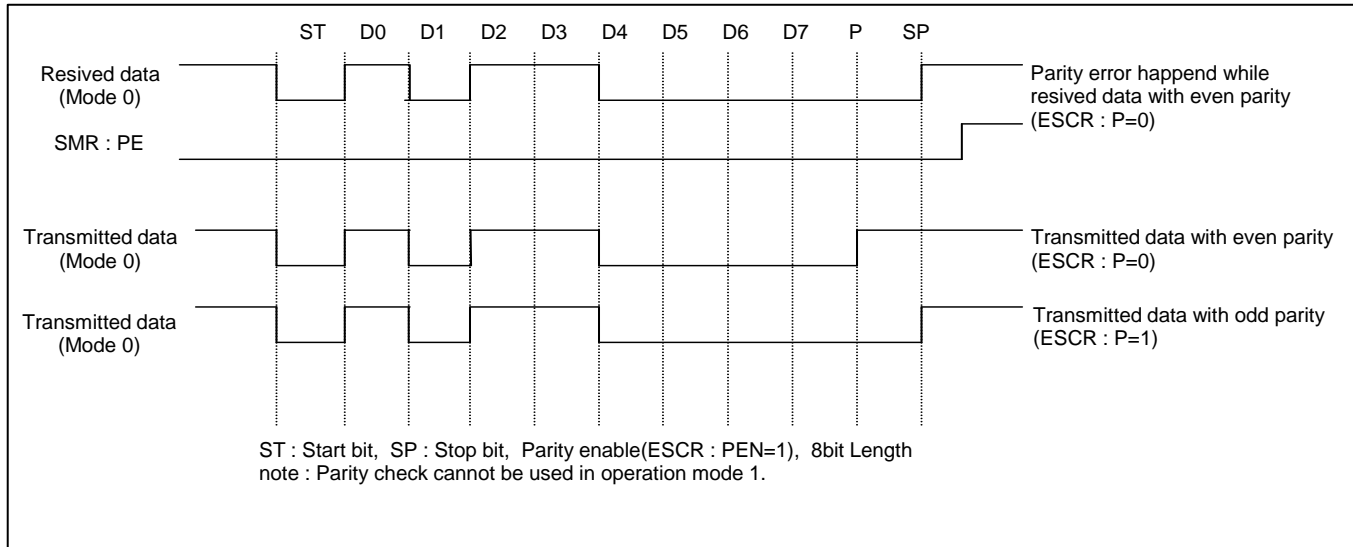 ST D0 D1 D2 D3 D4 D5 D6 D7 P SP
Resived data
(Mode 0)
Parity error happend while
resived data with even parity
(ESCR : P=0)
SMR : PE
Transmitted data
(Mode 0)
Transmitted data with even parity
(ESCR : P=0)
Transmitted data
(Mode 0)
Transmitted data with odd parity
(ESCR : P=1)
ST : Start bit, SP : Stop bit, Parity enable(ESCR : PEN=1), 8bit Length
note : Parity check cannot be used in operation mode 1.